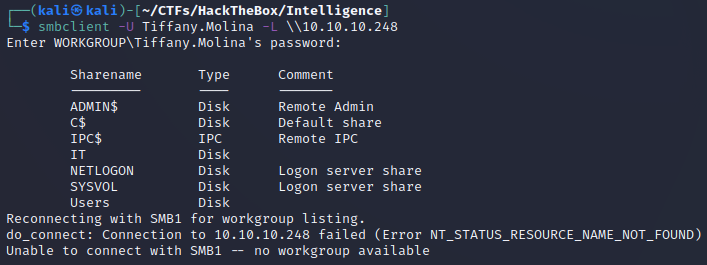 ┌──(kali㉿kali)-[~/CTFs/HackTheBox/Intelligence]
└─$ smbclient -U Tiffany.Molina -L \\10.10.10.248
Enter WORKGROUP\Tiffany.Molina's password:
Sharename Type Comment
--------- ---- -------
ADMIN$ Disk Remote Admin
C$ Disk Default share
IPC$ IPC Remote IPC
IT Disk
NETLOGON Disk Logon server share
SYSVOL Disk Logon server share
Users Disk
Reconnecting with SMB1 for workgroup listing.
do_connect: Connection to 10.10.10.248 failed (Error NT_STATUS_RESOURCE_NAME_NOT_FOUND)
Unable to connect with SMB1 -- no workgroup available